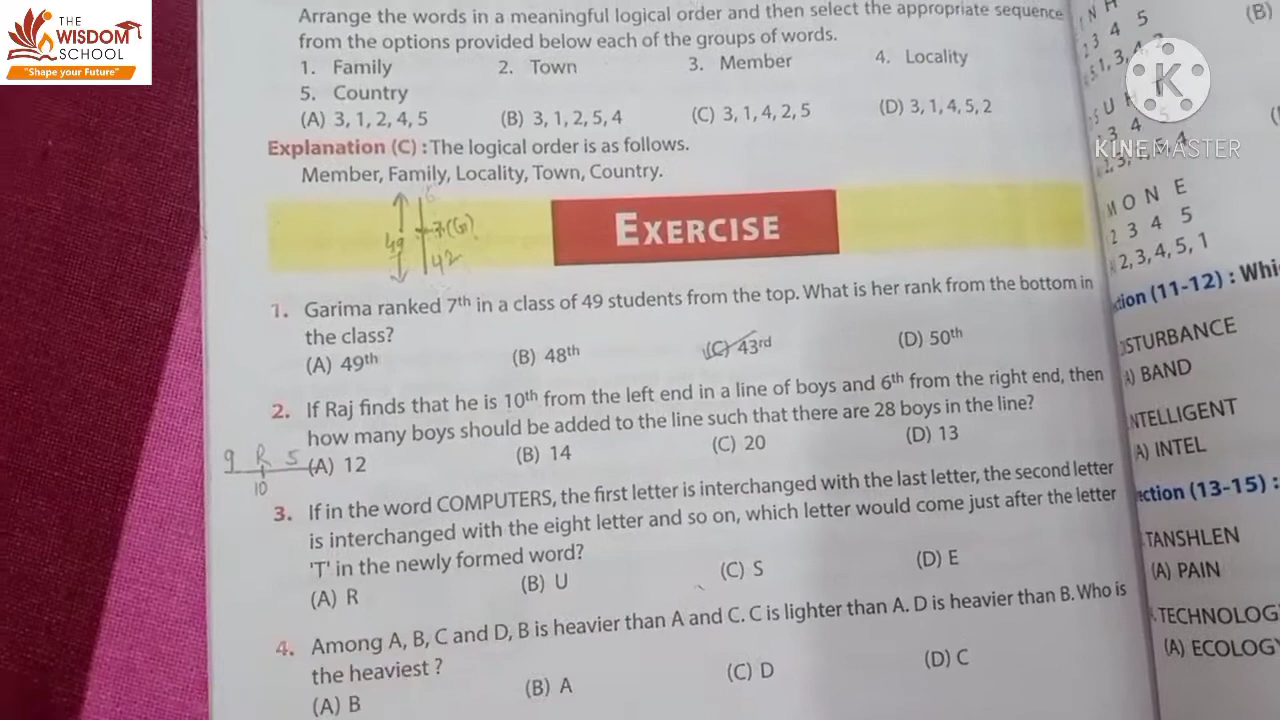 THE
WISDOM
SCHOOL
"Shape your Future"
KINEMASTER
Arrange the words in a meaningful logical order and then select the appropriate sequence
from the options provided below each of the groups of words.
1. Family 2. Town 3. Member 4. Locality
5. Country
(A) 3, 1, 2, 4, 5 (B) 3, 1, 2, 5, 4 (C) 3, 1, 4, 2, 5 (D) 3, 1, 4, 5, 2
Explanation (C) : The logical order is as follows.
Member, Family, Locality, Town, Country.
49 7(G)
42
EXERCISE
1. Garima ranked 7th in a class of 49 students from the top. What is her rank from the bottom in
the class?
(A) 49th (B) 48th (C) 43rd (D) 50th
2. If Raj finds that he is 10th from the left end in a line of boys and 6th from the right end, then
how many boys should be added to the line such that there are 28 boys in the line?
(A) 12 (B) 14 (C) 20 (D) 13
9 R 5
10
3. If in the word COMPUTERS, the first letter is interchanged with the last letter, the second letter
is interchanged with the eight letter and so on, which letter would come just after the letter
'T' in the newly formed word?
(A) R (B) U (C) S (D) E
4. Among A, B, C and D, B is heavier than A and C. C is lighter than A. D is heavier than B. Who is
the heaviest ?
(A) B (B) A (C) D (D) C
(B)
3 4 5
3 4
M O N E
2 3 4 5
2, 3, 4, 5, 1
ction (11-12) : Whi
ISTURBANCE
A) BAND
NTELLIGENT
A) INTEL
ection (13-15) :
TANSHLEN
(A) PAIN
TECHNOLOG
(A) ECOLOGY